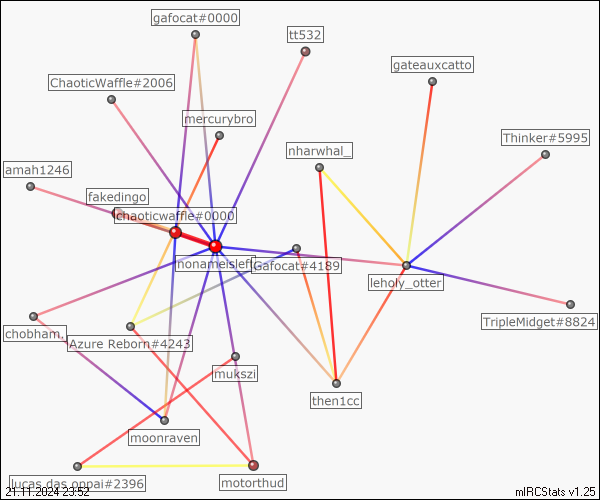 gafocat#0000
tt532
gateauxcatto
ChaoticWaffle#2006
mercurybro
Thinker#5995
nharwhal_
amah1246
fakedingo
chaoticwaffle#0000
Gafocat#4189
leholy_otter
TripleMidget#8824
chobham_
Azure Reborn#4243
mukszi
then1cc
moonraven
lucas das oppai#2396
motorthud
21.11.2024 23:52
mIRCStats v1.25